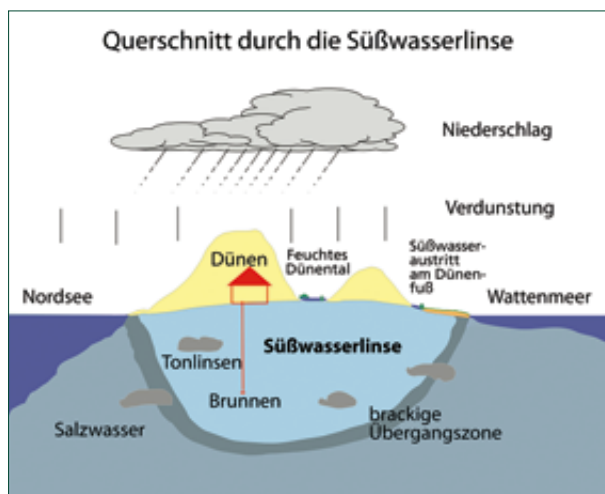 Querschnitt durch die Süßwasserlinse
Niederschlag
Verdunstung
Dünen
Feuchtes
Dünental
Süßwasser-
austritt
am Dünen-
fuß
Nordsee
Wattenmeer
Tonlinsen
Süßwasserlinse
Brunnen
Salzwasser
brackige
Übergangszone